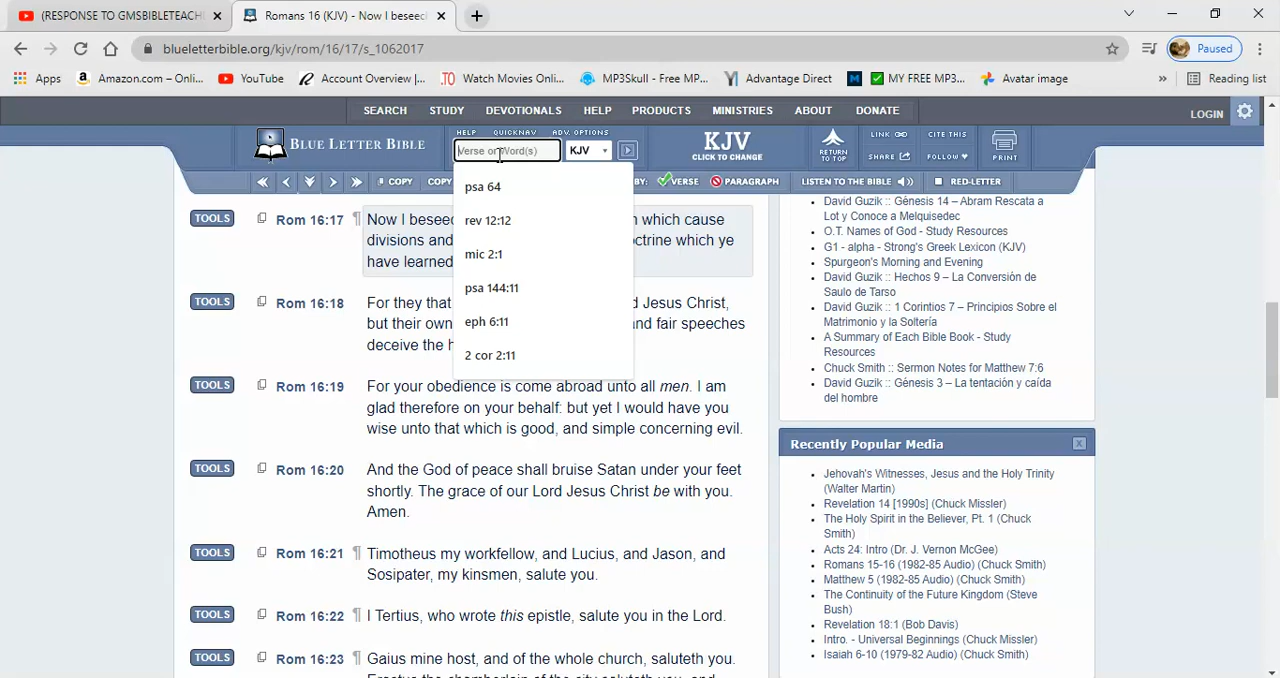 (RESPONSE TO GMSBIBLETEACHE
Romans 16 (KJV) - Now I beseec
blueletterbible.org/kjv/rom/16/17/s_1062017
Paused
Apps
Amazon.com – Onli...
YouTube
Account Overview |...
Watch Movies Onlin...
MP3Skull - Free MP...
Advantage Direct
MY FREE MP3...
Avatar image
»
Reading list
SEARCH STUDY DEVOTIONALS HELP PRODUCTS MINISTRIES ABOUT DONATE
LOGIN
BLUE LETTER BIBLE
HELP QUICKNAV ADV. OPTIONS
Verse or Word(s)
KJV
KJV
CLICK TO CHANGE
RETURN
TO TOP
LINK
CITE THIS
SHARE
FOLLOW
PRINT
COPY
COPY
BY:
VERSE
PARAGRAPH
LISTEN TO THE BIBLE
RED-LETTER
psa 64
rev 12:12
mic 2:1
psa 144:11
eph 6:11
2 cor 2:11
TOOLS Rom 16:17 ¶ Now I beseec m which cause
divisions and octrine which ye
have learned
TOOLS Rom 16:18 For they that d Jesus Christ,
but their own and fair speeches
deceive the h
TOOLS Rom 16:19 For your obedience is come abroad unto all men. I am
glad therefore on your behalf: but yet I would have you
wise unto that which is good, and simple concerning evil.
TOOLS Rom 16:20 And the God of peace shall bruise Satan under your feet
shortly. The grace of our Lord Jesus Christ be with you.
Amen.
TOOLS Rom 16:21 ¶ Timotheus my workfellow, and Lucius, and Jason, and
Sosipater, my kinsmen, salute you.
TOOLS Rom 16:22 ¶ I Tertius, who wrote this epistle, salute you in the Lord.
TOOLS Rom 16:23 ¶ Gaius mine host, and of the whole church, saluteth you.
Erastus the chamberlain of the city saluteth you, and
David Guzik :: Génesis 14 – Abram Rescata a
Lot y Conoce a Melquisedec
O.T. Names of God - Study Resources
G1 - alpha - Strong's Greek Lexicon (KJV)
Spurgeon's Morning and Evening
David Guzik :: Hechos 9 – La Conversión de
Saulo de Tarso
David Guzik :: 1 Corintios 7 – Principios Sobre el
Matrimonio y la Soltería
A Summary of Each Bible Book - Study
Resources
Chuck Smith :: Sermon Notes for Matthew 7:6
David Guzik :: Génesis 3 – La tentación y caída
del hombre
Recently Popular Media
Jehovah's Witnesses, Jesus and the Holy Trinity
(Walter Martin)
Revelation 14 [1990s] (Chuck Missler)
The Holy Spirit in the Believer, Pt. 1 (Chuck
Smith)
Acts 24: Intro (Dr. J. Vernon McGee)
Romans 15-16 (1982-85 Audio) (Chuck Smith)
Matthew 5 (1982-85 Audio) (Chuck Smith)
The Continuity of the Future Kingdom (Steve
Bush)
Revelation 18:1 (Bob Davis)
Intro. - Universal Beginnings (Chuck Missler)
Isaiah 6-10 (1979-82 Audio) (Chuck Smith)